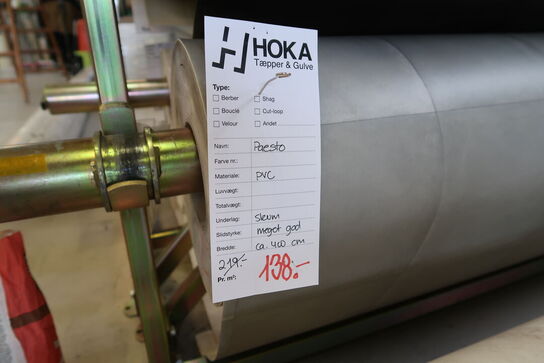 HOKA
Tæpper & Gulve
Type:
Berber Shag
Bouclé Cut-loop
Velour Andet
Navn: Paesto
Farve nr.:
Materiale: PVC
Luvvægt:
Totalvægt:
Underlag: Skum
Slidstyrke: meget god
Bredde: ca. 400 cm
219.-
Pr. m²: 138.-